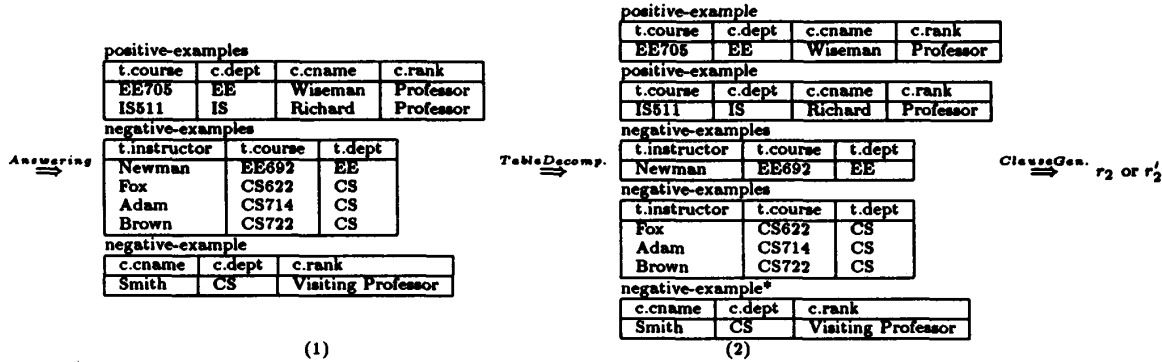 Answering
⇒
positive-examples
t.course c.dept c.cname c.rank
EE705 EE Wiseman Professor
IS511 IS Richard Professor
negative-examples
t.instructor t.course t.dept
Newman EE692 EE
Fox CS622 CS
Adam CS714 CS
Brown CS722 CS
negative-example
c.cname c.dept c.rank
Smith CS Visiting Professor
(1)
TableDecomp.
⇒
positive-example
t.course c.dept c.cname c.rank
EE705 EE Wiseman Professor
positive-example
t.course c.dept c.cname c.rank
IS511 IS Richard Professor
negative-examples
t.instructor t.course t.dept
Newman EE692 EE
negative-examples
t.instructor t.course t.dept
Fox CS622 CS
Adam CS714 CS
Brown CS722 CS
negative-example*
c.cname c.dept c.rank
Smith CS Visiting Professor
(2)
ClauseGen.
⇒ r₂ or r₂′